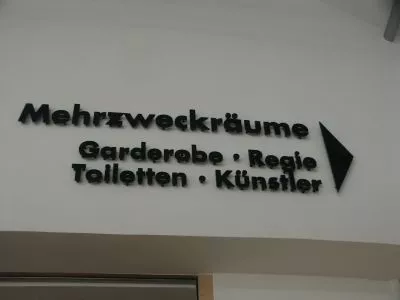 Mehrzweckräume
Garderobe · Regie
Toiletten · Künstler